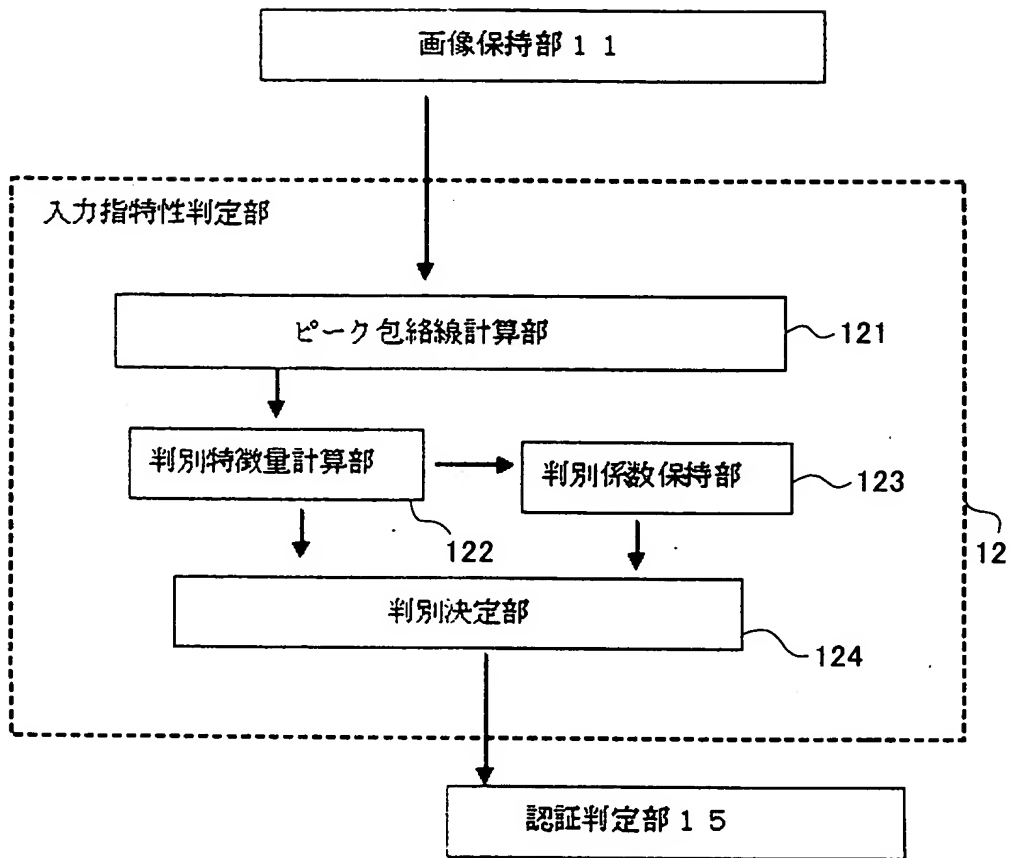 画像保持部１１
入力指特性判定部
ピーク包絡線計算部
121
判別特徴量計算部
判別係数保持部
123
122
12
判別決定部
124
認証判定部１５